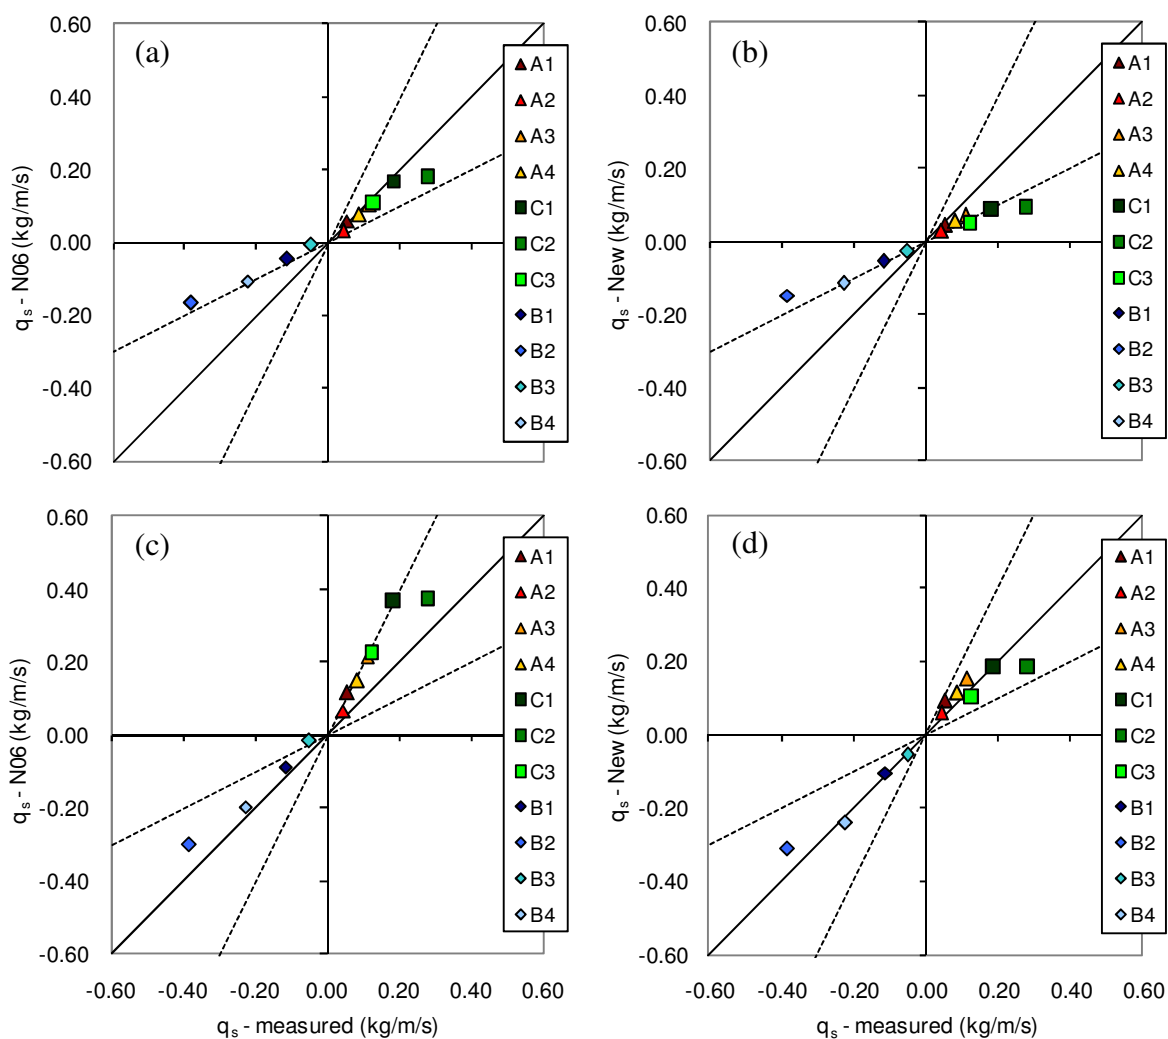 (a)
0.60
0.40
0.20
0.00
-0.20
-0.40
-0.60
qs - N06 (kg/m/s)
A1
A2
A3
A4
C1
C2
C3
B1
B2
B3
B4
(b)
0.60
0.40
0.20
0.00
-0.20
-0.40
-0.60
qs - New (kg/m/s)
A1
A2
A3
A4
C1
C2
C3
B1
B2
B3
B4
(c)
0.60
0.40
0.20
0.00
-0.20
-0.40
-0.60
qs - N06 (kg/m/s)
A1
A2
A3
A4
C1
C2
C3
B1
B2
B3
B4
-0.60 -0.40 -0.20 0.00 0.20 0.40 0.60
qs - measured (kg/m/s)
(d)
0.60
0.40
0.20
0.00
-0.20
-0.40
-0.60
qs - New (kg/m/s)
A1
A2
A3
A4
C1
C2
C3
B1
B2
B3
B4
-0.60 -0.40 -0.20 0.00 0.20 0.40 0.60
qs - measured (kg/m/s)